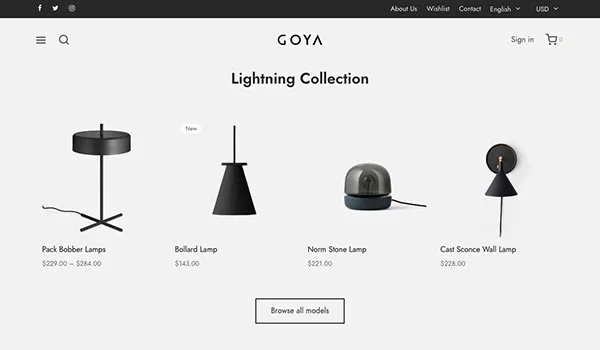 About Us Wishlist Contact English USD
GOYA
Sign in 0
Lightning Collection
New
Pack Bobber Lamps Bollard Lamp Norm Stone Lamp Cast Sconce Wall Lamp
$229.00 – $284.00 $143.00 $221.00 $228.00
Browse all models